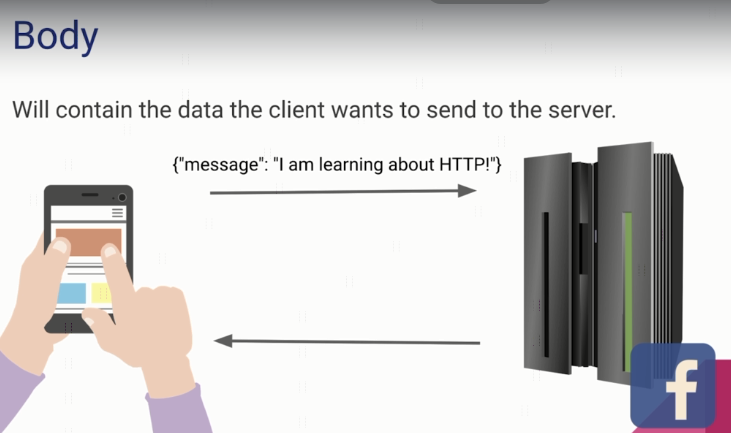 Body
Will contain the data the client wants to send to the server.
{"message": "I am learning about HTTP!"}
f